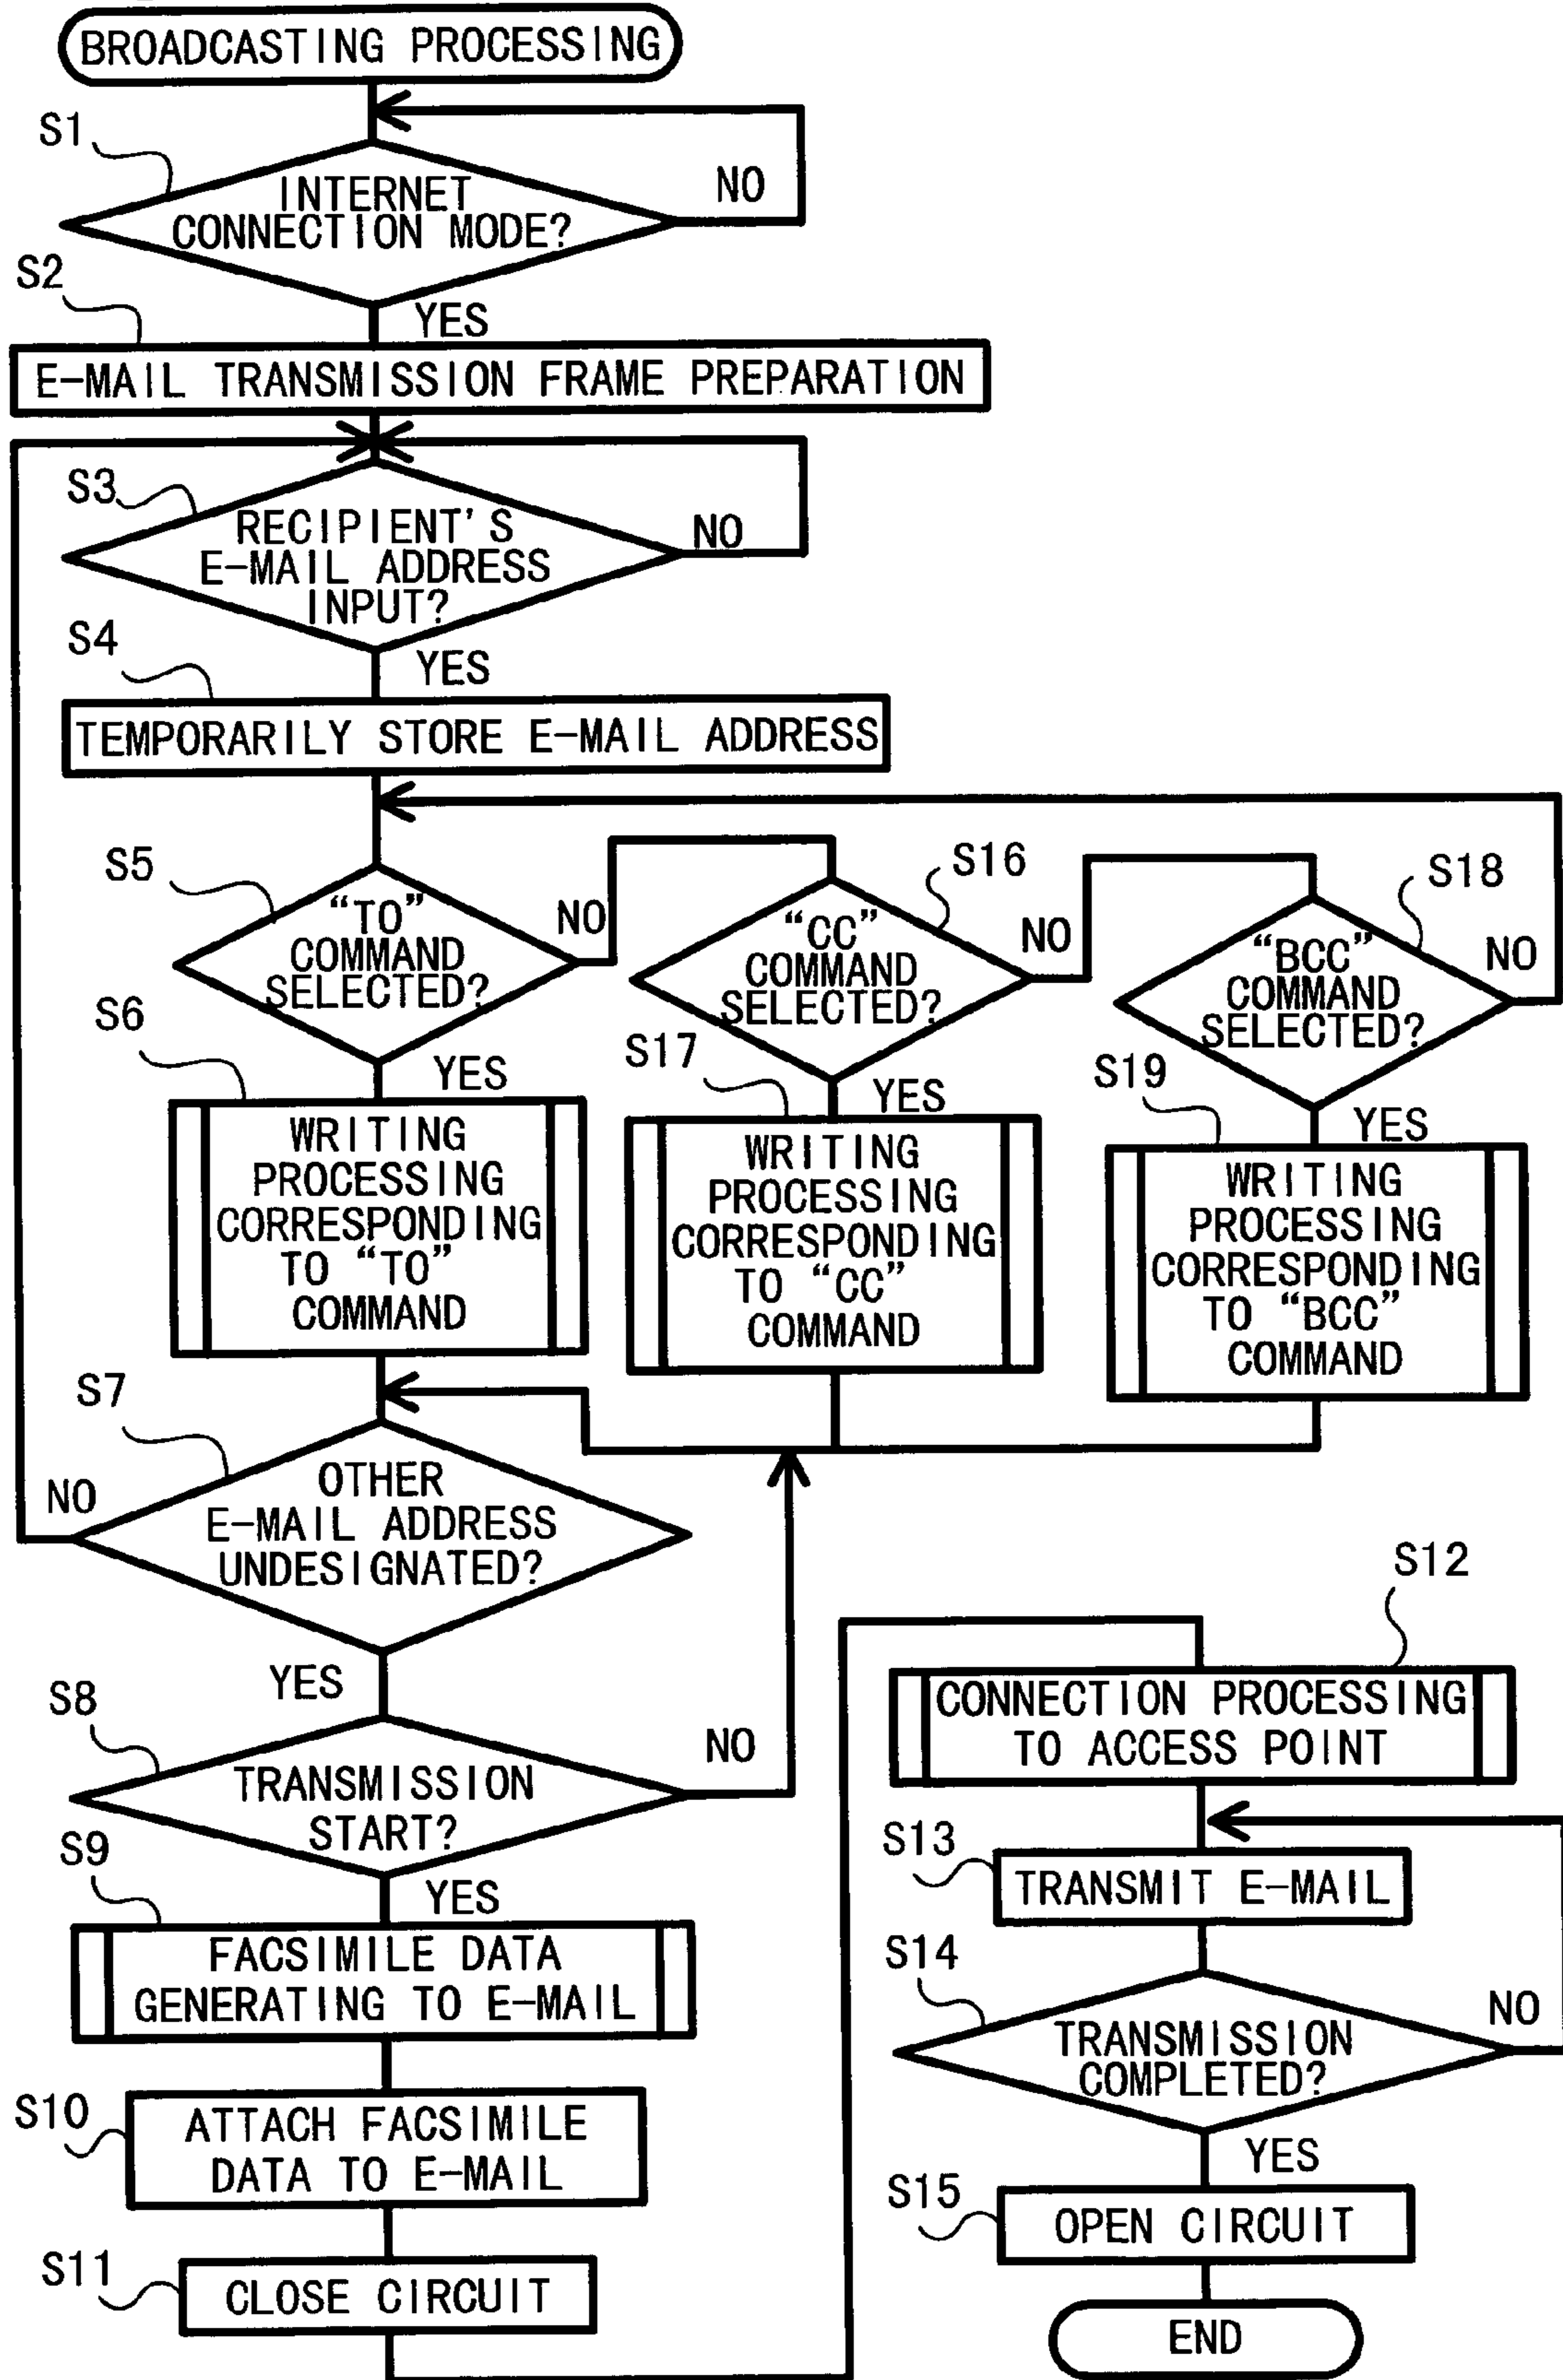 BROADCASTING PROCESSING
S1
INTERNET
CONNECTION MODE?
NO
YES
S2
E-MAIL TRANSMISSION FRAME PREPARATION
S3
RECIPIENT'S
E-MAIL ADDRESS
INPUT?
NO
YES
S4
TEMPORARILY STORE E-MAIL ADDRESS
S5
“TO”
COMMAND
SELECTED?
NO
YES
S16
“CC”
COMMAND
SELECTED?
NO
YES
S18
“BCC”
COMMAND
SELECTED?
NO
YES
S6
WRITING
PROCESSING
CORRESPONDING
TO “TO”
COMMAND
S17
WRITING
PROCESSING
CORRESPONDING
TO “CC”
COMMAND
S19
WRITING
PROCESSING
CORRESPONDING
TO “BCC”
COMMAND
S7
OTHER
E-MAIL ADDRESS
UNDESIGNATED?
NO
YES
S8
TRANSMISSION
START?
NO
YES
S9
FACSIMILE DATA
GENERATING TO E-MAIL
S10
ATTACH FACSIMILE
DATA TO E-MAIL
S11
CLOSE CIRCUIT
S12
CONNECTION PROCESSING
TO ACCESS POINT
S13
TRANSMIT E-MAIL
S14
TRANSMISSION
COMPLETED?
NO
YES
S15
OPEN CIRCUIT
END